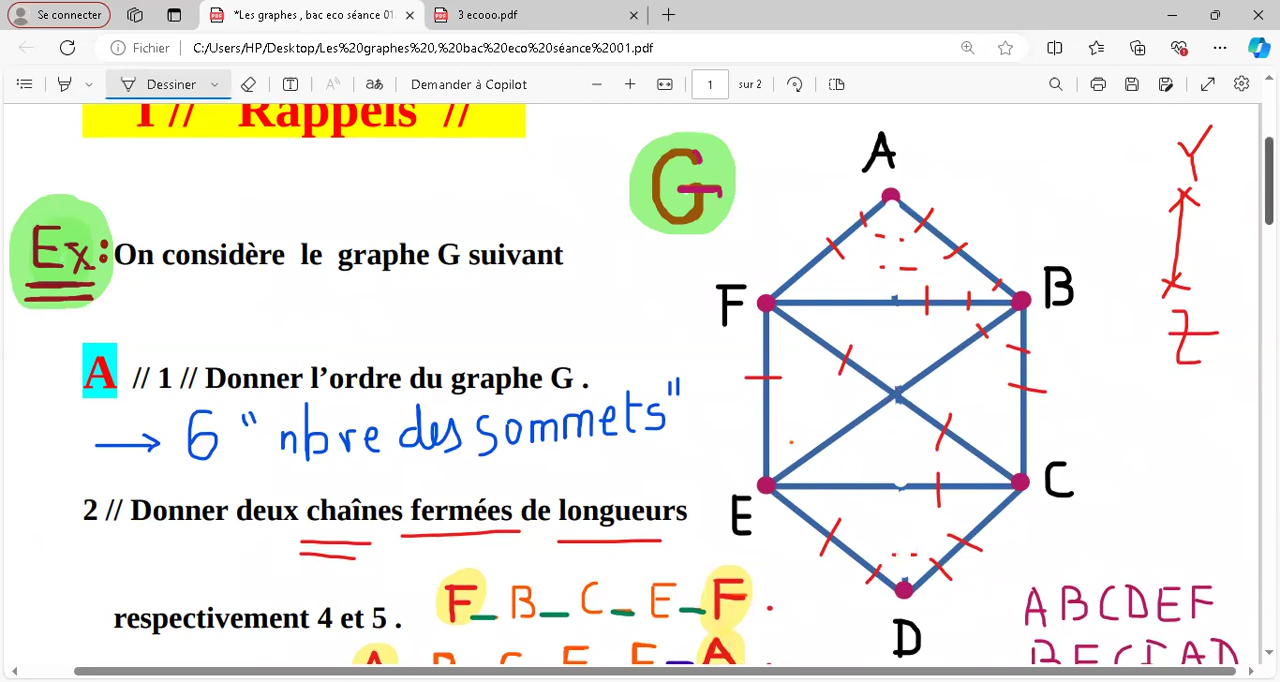 Se connecter
*Les graphes , bac eco séance 01.
3 ecooo.pdf
Fichier
C:/Users/HP/Desktop/Les%20graphes%20,%20bac%20eco%20séance%2001.pdf
Dessiner
Demander à Copilot
1
sur 2
I // Rappels //
G
A
Y
Ex: On considère le graphe G suivant
F
B
Z
A // 1 // Donner l'ordre du graphe G .
→ 6 " nbre des sommets"
E
C
2 // Donner deux chaînes fermées de longueurs
D
respectivement 4 et 5 .
F_B_C_E_F .
A B C D E F